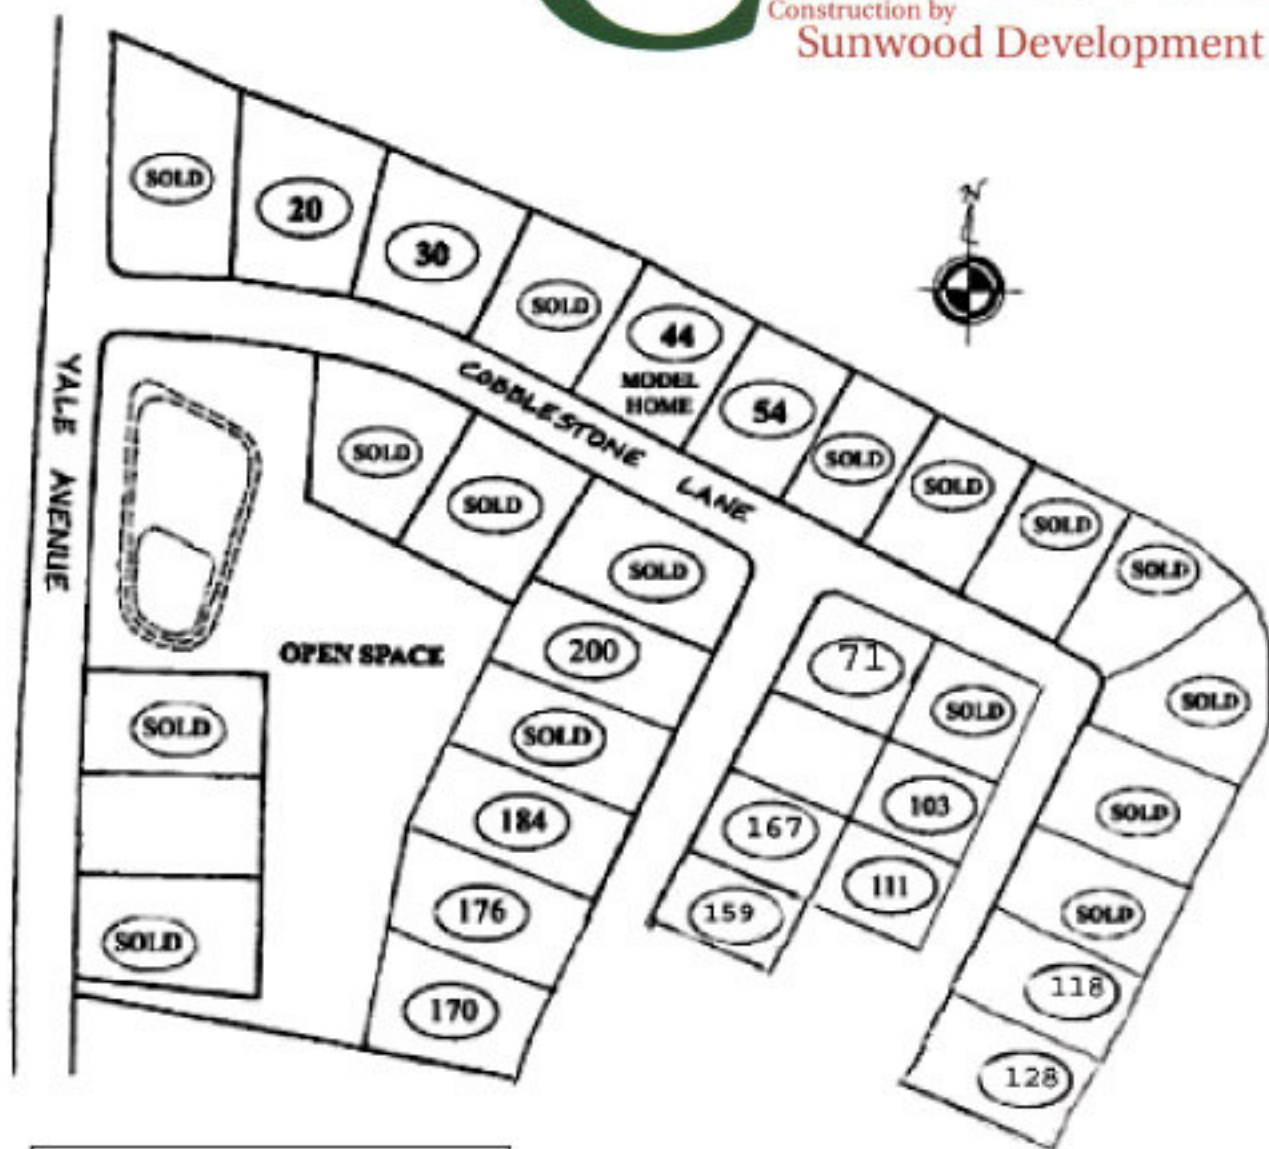 Construction by
Sunwood Development
N
SOLD
20
30
SOLD
44
MODEL
HOME
54
SOLD
SOLD
SOLD
SOLD
SOLD
SOLD
SOLD
118
128
COBBLESTONE LANE
YALE AVENUE
SOLD
SOLD
SOLD
200
SOLD
184
176
170
OPEN SPACE
71
SOLD
103
167
111
159
SOLD
SOLD